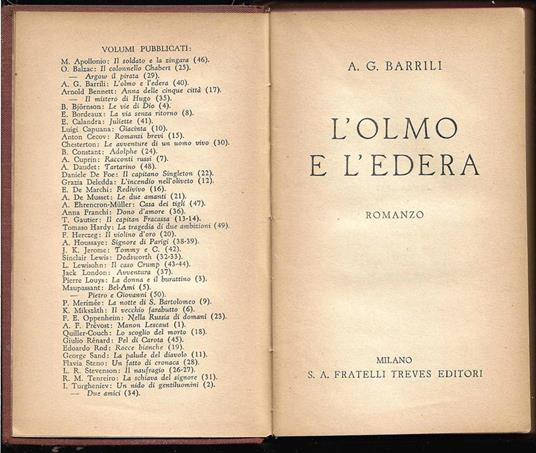 VOLUMI PUBBLICATI:
M. Apollonio: Il soldato e la zingara (46).
O. Balzac: Il colonnello Chabert (25).
— Argow il pirata (29).
A. G. Barrili: L'olmo e l'edera (40).
Arnold Bennett: Anna delle cinque città (17).
— Il mistero di Hugo (35).
B. Björnson: Le vie di Dio (4).
E. Bordeaux: La via senza ritorno (8).
E. Calandra: Juliette (41).
Luigi Capuana: Giacinta (10).
Anton Cecov: Romanzi brevi (15).
Chesterton: Le avventure di un uomo vivo (30).
B. Constant: Adolphe (24).
A. Cuprin: Racconti russi (7).
A. Daudet: Tartarino (48).
Daniele De Foe: Il capitano Singleton (22).
Grazia Deledda: L'incendio nell'oliveto (12).
E. De Marchi: Redivivo (16).
A. De Musset: Le due amanti (21).
A. Ehrencron-Müller: Casa dei tigli (47).
Anna Franchi: Dono d'amore (36).
T. Gautier: Il capitan Fracassa (13-14).
Tomaso Hardy: La tragedia di due ambizioni (49).
F. Herczeg: Il violino d'oro (20).
A. Houssaye: Signore di Parigi (38-39).
J. K. Jerome: Tommy e C. (42).
Sinclair Lewis: Dodsworth (32-33).
L. Lewisohn: Il caso Crump (43-44).
Jack London: Avventura (37).
Pierre Louys: La donna e il burattino (3).
Maupassant: Bel-Ami (5).
— Pietro e Giovanni (50).
P. Merimée: La notte di S. Bartolomeo (9).
K. Mikszáth: Il vecchio farabutto (6).
F. E. Oppenheim: Nella Russia di domani (23).
A. F. Prévost: Manon Lescaut (1).
Quiller-Couch: Lo scoglio del morto (18).
Giulio Rénard: Pel di Carota (45).
Edoardo Rod: Rocce bianche (19).
George Sand: La palude del diavolo (11).
Flavia Steno: Un fatto di cronaca (28).
L. R. Stevenson: Il naufragio (26-27).
R. M. Tenreiro: La schiava del signore (31).
I. Turgheniev: Un nido di gentiluomini (2).
— Due amici (34).
A. G. BARRILI
L'OLMO
E L'EDERA
ROMANZO
MILANO
S. A. FRATELLI TREVES EDITORI